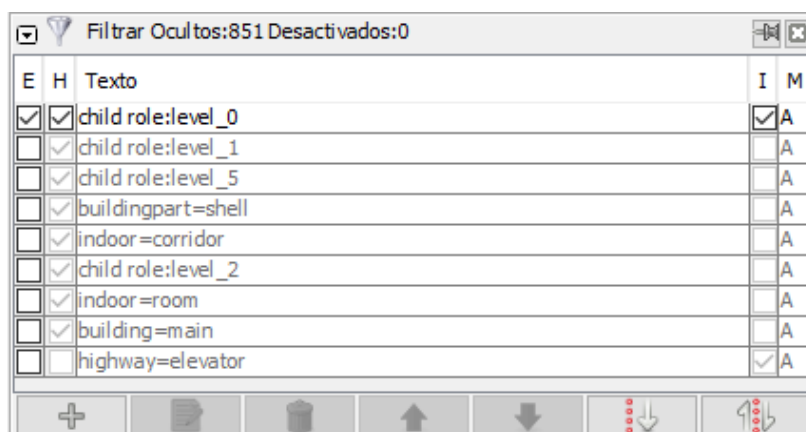 Filtrar Ocultos:851 Desactivados:0
E H Texto I M
child role:level_0 A
child role:level_1 A
child role:level_5 A
buildingpart=shell A
indoor=corridor A
child role:level_2 A
indoor=room A
building=main A
highway=elevator A